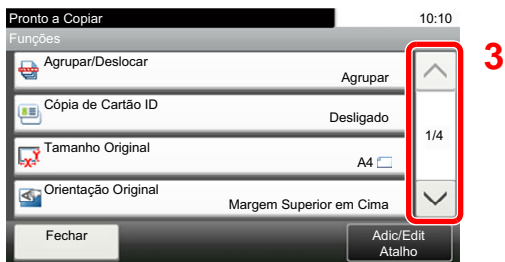 Pronto a Copiar 10:10
Funções
Agrupar/Deslocar
Agrupar
Cópia de Cartão ID
Desligado
Tamanho Original
A4
Orientação Original
Margem Superior em Cima
1/4
3
Fechar
Adic/Edit
Atalho